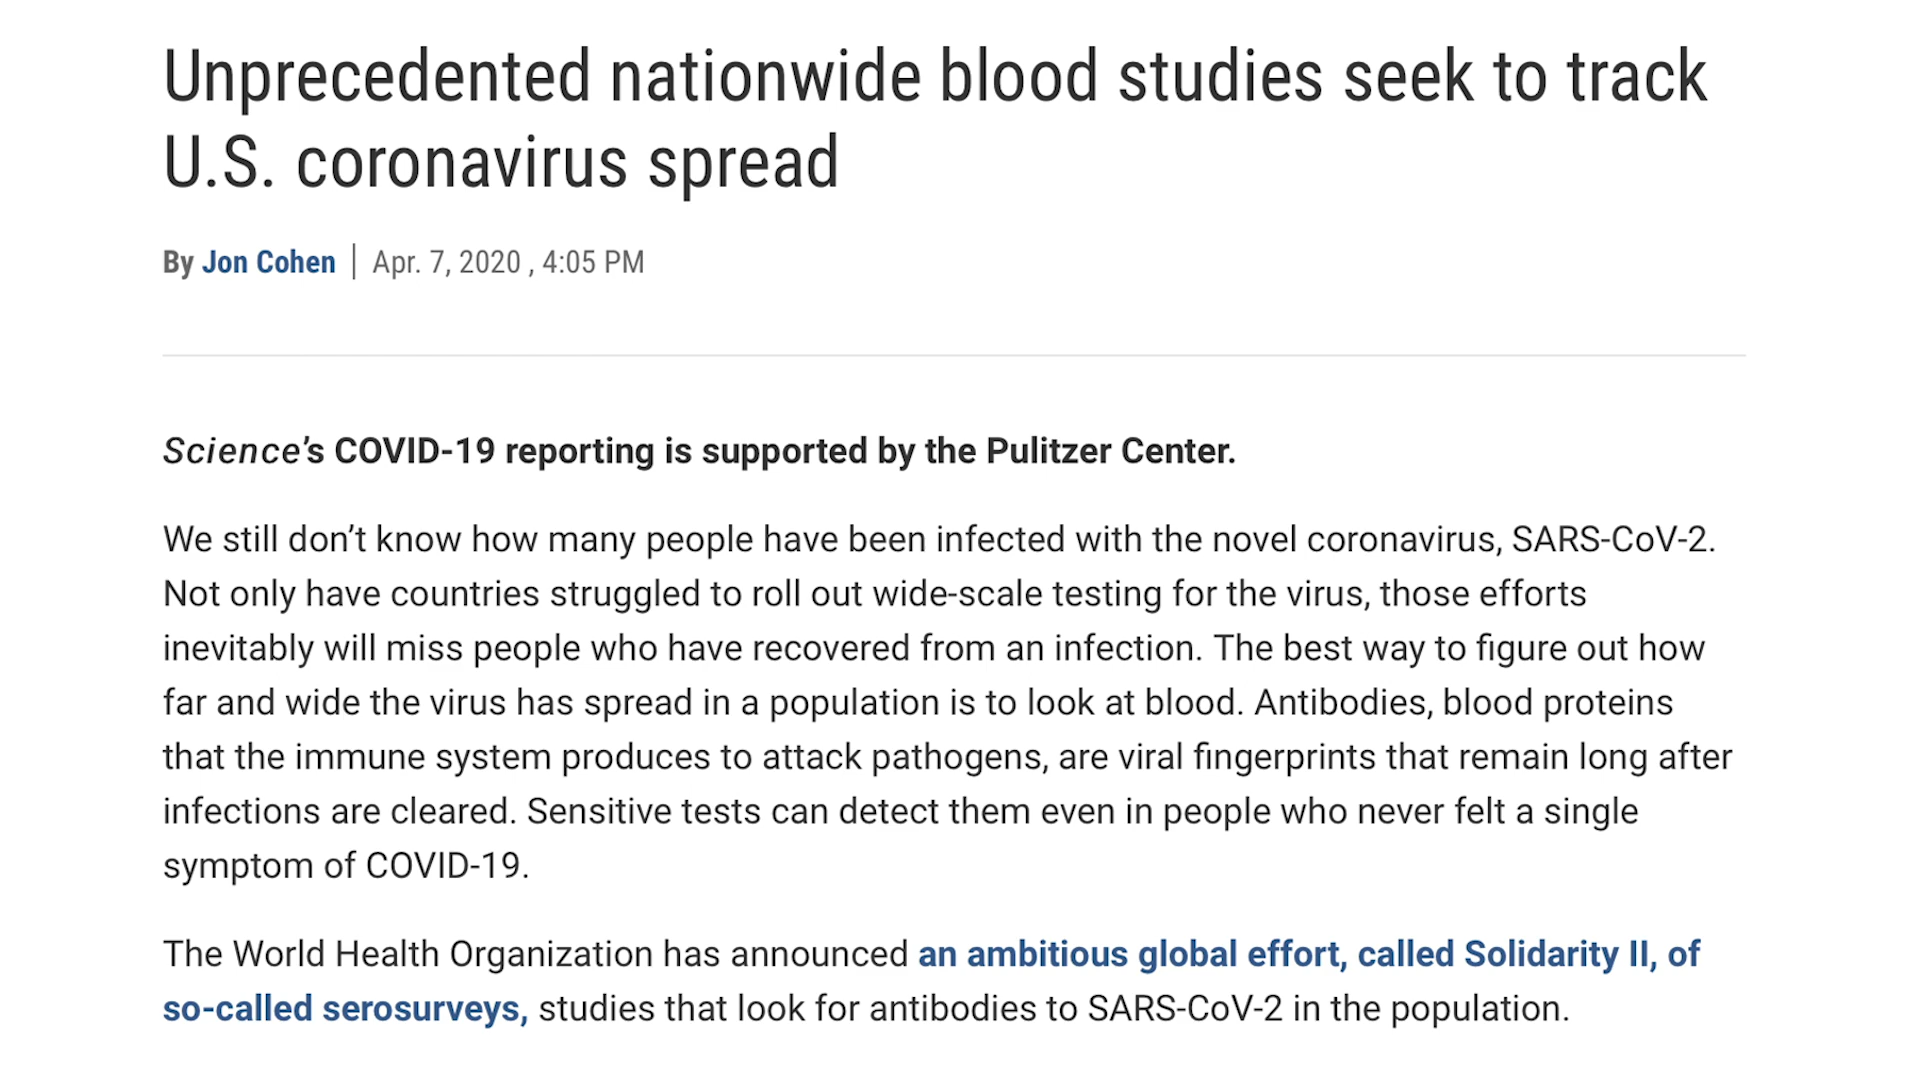 Unprecedented nationwide blood studies seek to track
U.S. coronavirus spread
By Jon Cohen | Apr. 7, 2020 , 4:05 PM
Science’s COVID-19 reporting is supported by the Pulitzer Center.
We still don’t know how many people have been infected with the novel coronavirus, SARS-CoV-2.
Not only have countries struggled to roll out wide-scale testing for the virus, those efforts
inevitably will miss people who have recovered from an infection. The best way to figure out how
far and wide the virus has spread in a population is to look at blood. Antibodies, blood proteins
that the immune system produces to attack pathogens, are viral fingerprints that remain long after
infections are cleared. Sensitive tests can detect them even in people who never felt a single
symptom of COVID-19.
The World Health Organization has announced an ambitious global effort, called Solidarity II, of
so-called serosurveys, studies that look for antibodies to SARS-CoV-2 in the population.